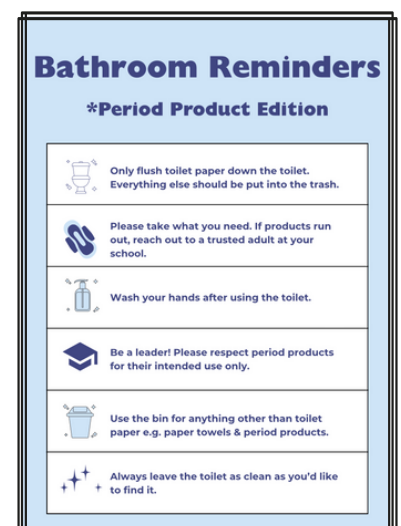 Bathroom Reminders
*Period Product Edition
Only flush toilet paper down the toilet.
Everything else should be put into the trash.
Please take what you need. If products run
out, reach out to a trusted adult at your
school.
Wash your hands after using the toilet.
Be a leader! Please respect period products
for their intended use only.
Use the bin for anything other than toilet
paper e.g. paper towels & period products.
Always leave the toilet as clean as you'd like
to find it.